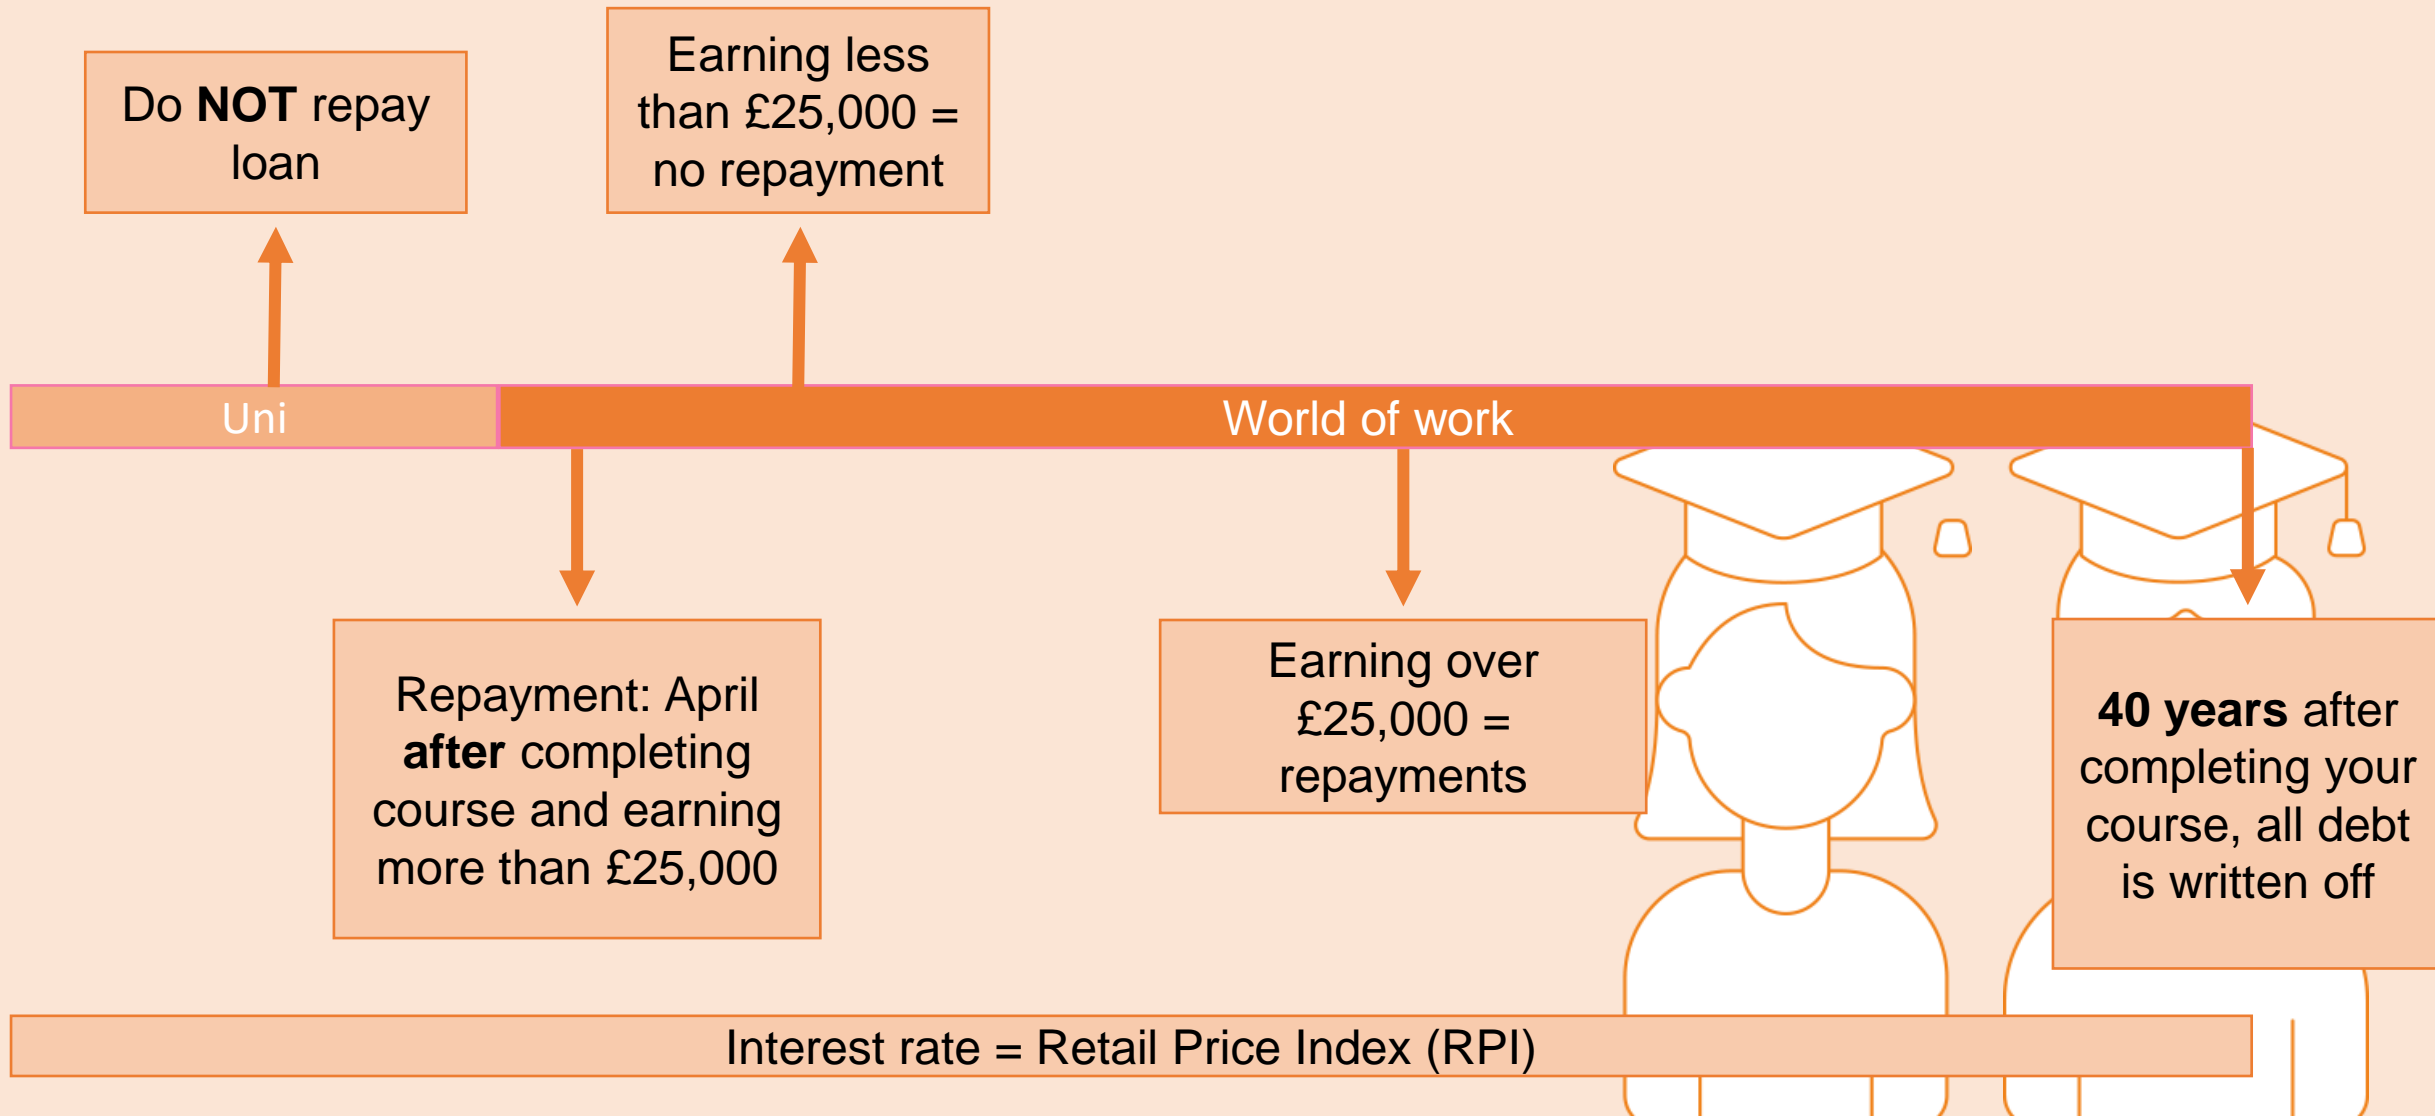 Do NOT repay
loan
Earning less
than £25,000 =
no repayment
Uni
World of work
Repayment: April
after completing
course and earning
more than £25,000
Earning over
£25,000 =
repayments
40 years after
completing your
course, all debt
is written off
Interest rate = Retail Price Index (RPI)